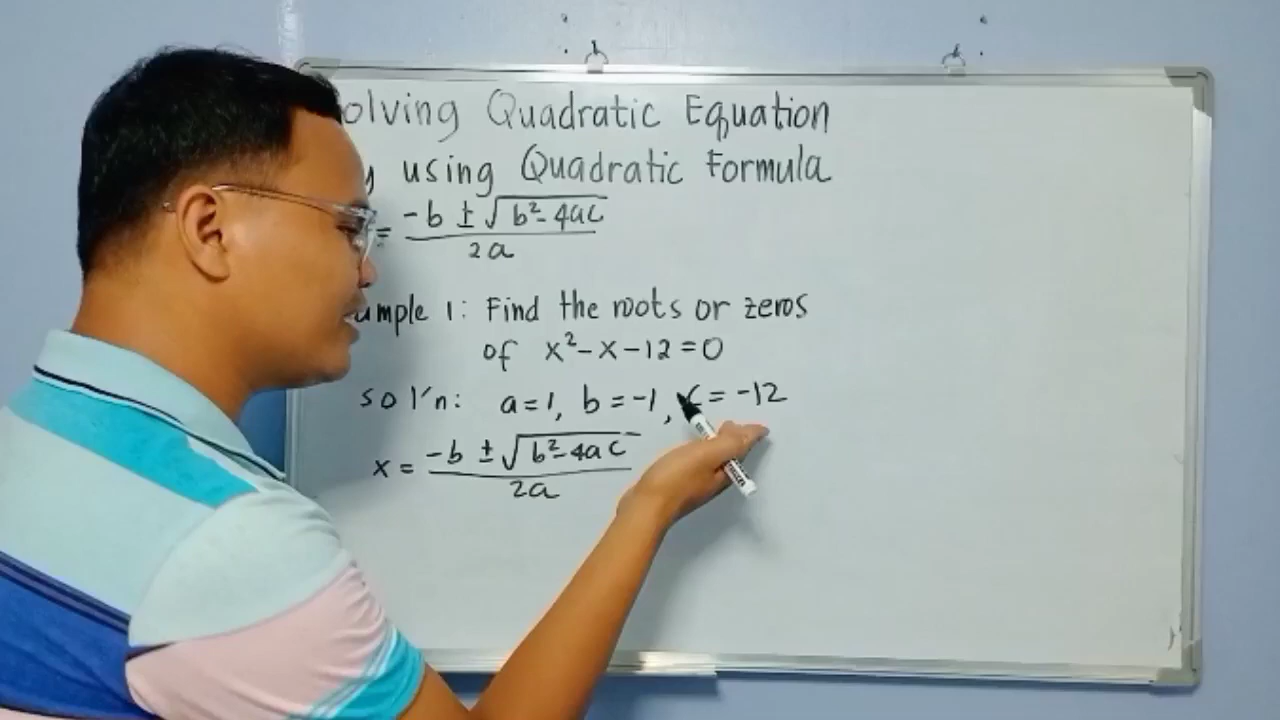 olving Quadratic Equation
y using Quadratic Formula
= -b ± √b²-4ac / 2a
ample 1: Find the roots or zeros
of x²-x-12=0
sol'n: a=1, b=-1, c=-12
x = -b ± √b²-4ac / 2a